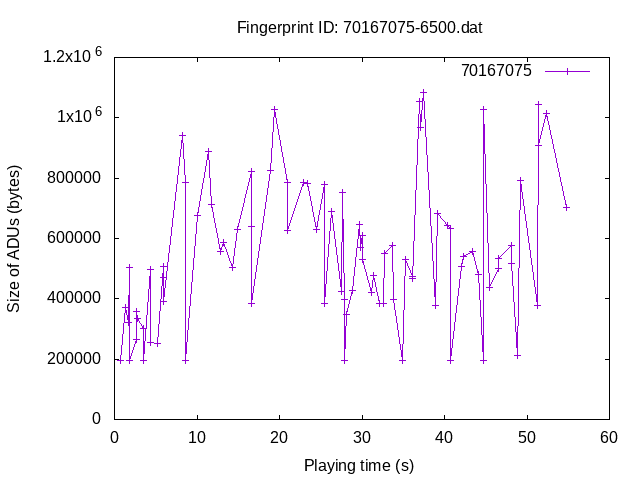 Fingerprint ID: 70167075-6500.dat
1.2x10^6
70167075
1x10^6
800000
600000
400000
200000
0
Size of ADUs (bytes)
0 10 20 30 40 50 60
Playing time (s)